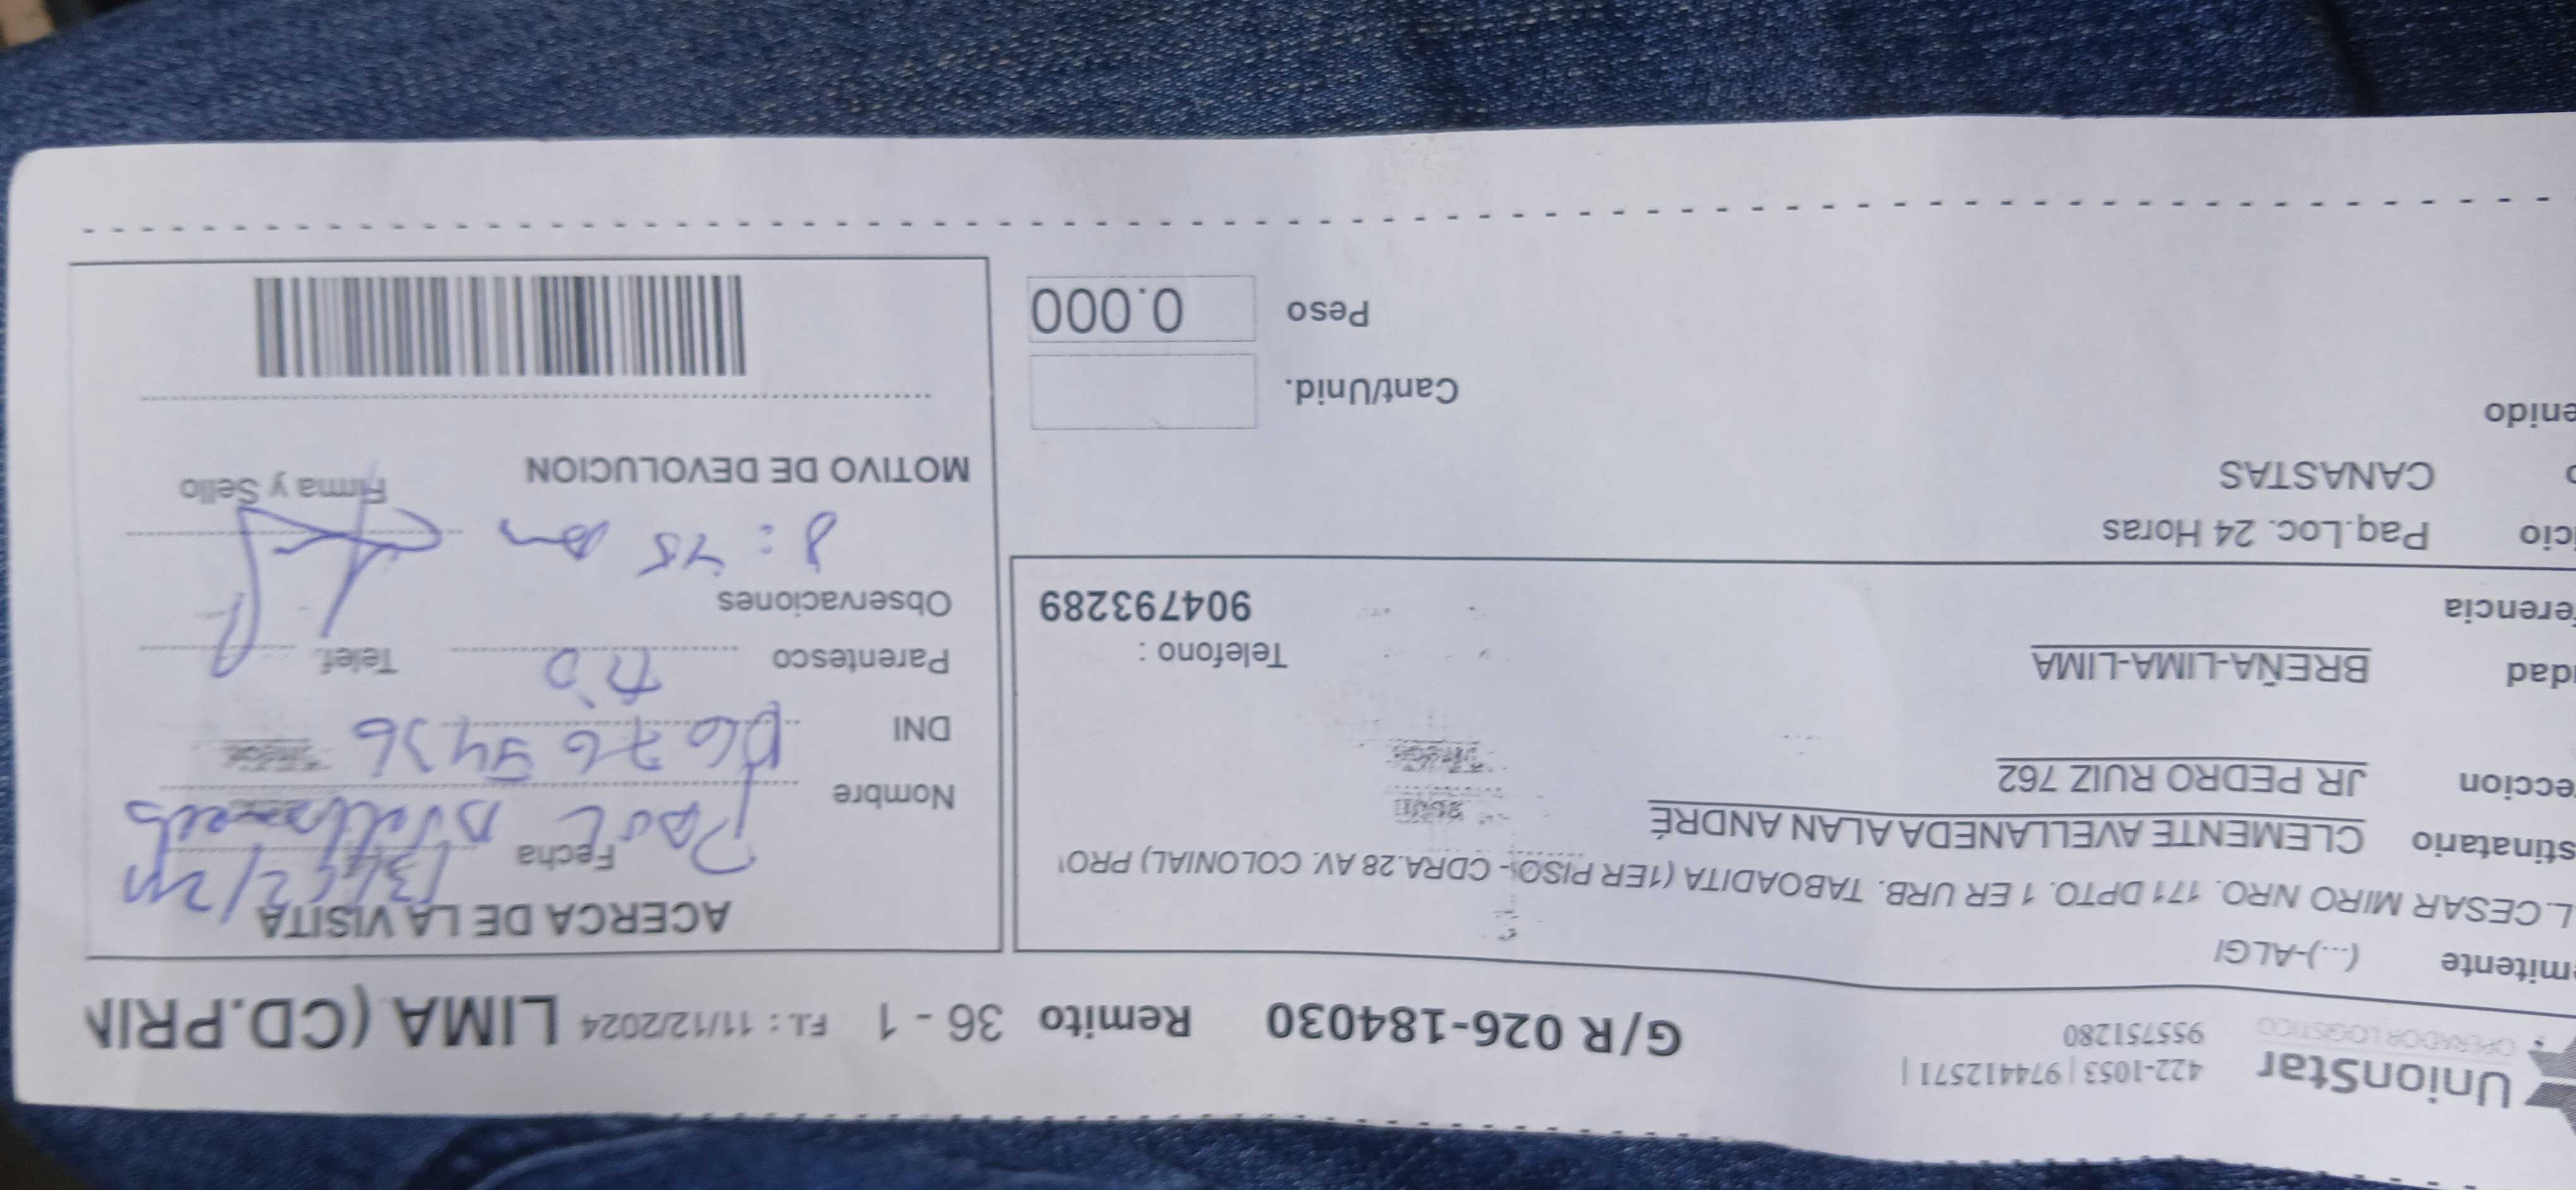 UnionStar 422-1053 | 974412571 |
OPERADOR LOGISTICO 955751280
G/R 026-184030 Remito 36 - 1 F.I.: 11/12/2024 LIMA (CD.PRIN
emitente (...)-ALGI
L. CESAR MIRO NRO. 171 DPTO. 1 ER URB. TABOADITA (1ER PISO - CDRA.28 AV. COLONIAL) PRO
stinatario CLEMENTE AVELLANEDA ALAN ANDRÉ
eccion JR PEDRO RUIZ 762
dad BREÑA-LIMA-LIMA
Telefono :
erencia 904793289
cio Paq.Loc. 24 Horas
CANASTAS
enido
Cant/Unid.
Peso 0.000
ACERCA DE LA VISITA
Fecha
Nombre
DNI
Parentesco tío Telef.
Observaciones
8:45 am
Firma y Sello
MOTIVO DE DEVOLUCION